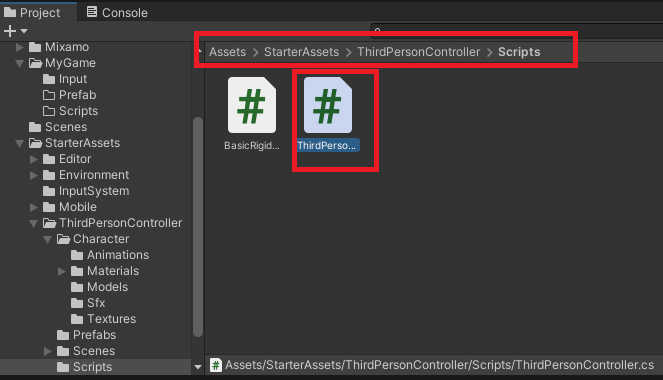 Project
Console
Mixamo
MyGame
Input
Prefab
Scripts
Scenes
StarterAssets
Editor
Environment
InputSystem
Mobile
ThirdPersonController
Character
Animations
Materials
Models
Sfx
Textures
Prefabs
Scenes
Scripts
Assets > StarterAssets > ThirdPersonController > Scripts
#
BasicRigid...
#
ThirdPerso...
# Assets/StarterAssets/ThirdPersonController/Scripts/ThirdPersonController.cs